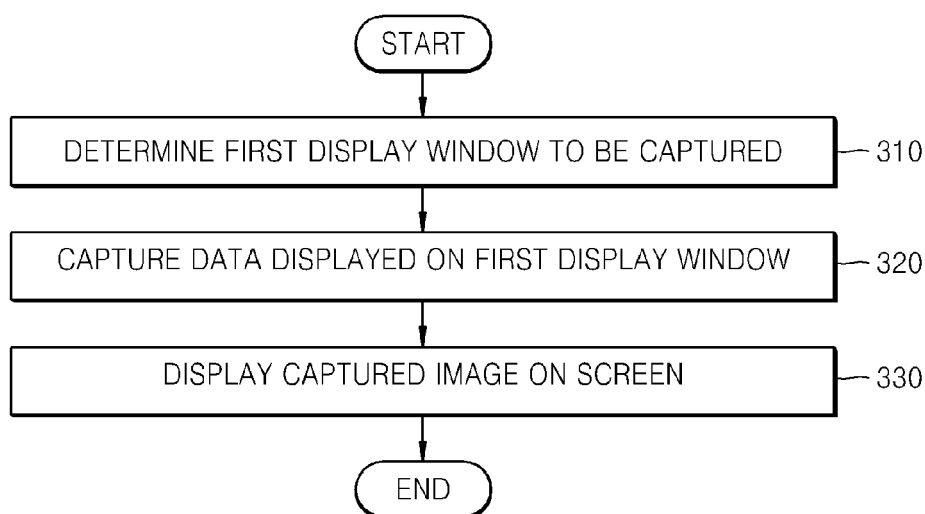 START
DETERMINE FIRST DISPLAY WINDOW TO BE CAPTURED
310
CAPTURE DATA DISPLAYED ON FIRST DISPLAY WINDOW
320
DISPLAY CAPTURED IMAGE ON SCREEN
330
END